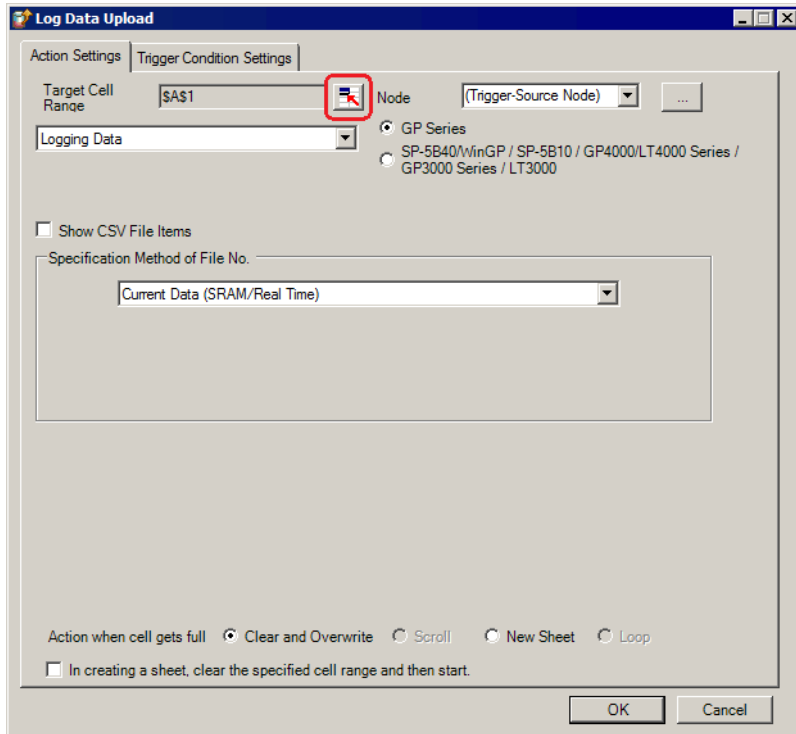 Log Data Upload
Action Settings
Trigger Condition Settings
Target Cell
Range
$A$1
Node
(Trigger-Source Node)
...
Logging Data
GP Series
SP-5B40/WinGP / SP-5B10 / GP4000/LT4000 Series /
GP3000 Series / LT3000
Show CSV File Items
Specification Method of File No.
Current Data (SRAM/Real Time)
Action when cell gets full
Clear and Overwrite
Scroll
New Sheet
Loop
In creating a sheet, clear the specified cell range and then start.
OK
Cancel